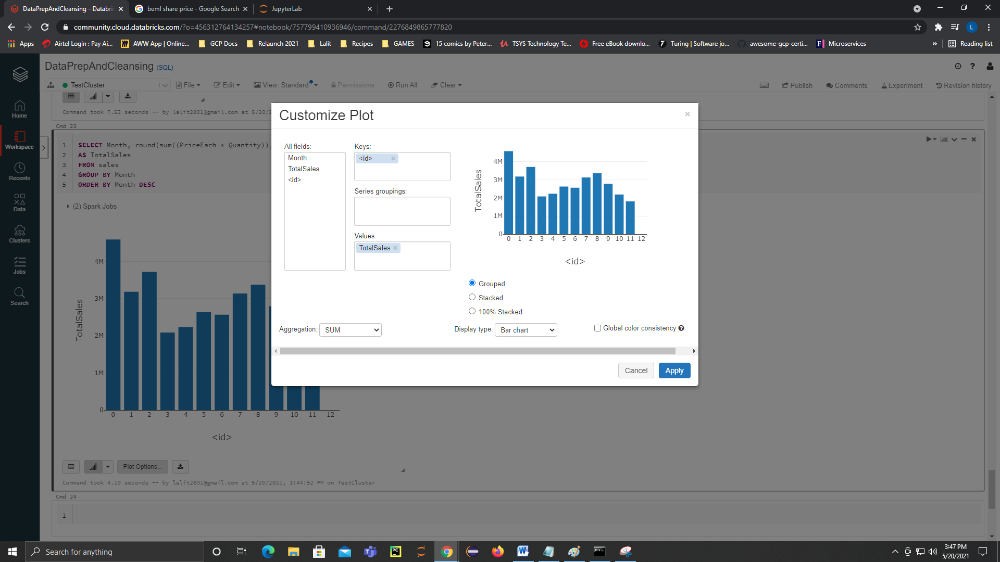 DataPrepAndCleansing - Databri
beml share price - Google Search
JupyterLab
community.cloud.databricks.com/?o=456312764134257#notebook/757799410936946/command/2276849865777820
L
Apps
Airtel Login : Pay Ai...
AWW App | Online...
GCP Docs
Relaunch 2021
Lalit
Recipes
GAMES
15 comics by Peter...
TSYS Technology Te...
Free eBook downlo...
Turing | Software jo...
awesome-gcp-certi...
Microservices
»
Reading list
DataPrepAndCleansing (SQL)
TestCluster
File
Edit
View: Standard
Permissions
Run All
Clear
Publish
Comments
Experiment
Revision history
Home
Workspace
Recents
Data
Clusters
Jobs
Search
Command took 7.53 seconds -- by lalit2801@gmail.com at 5/20/2
Cmd 23
1 SELECT Month, round(sum((PriceEach * Quantity))
2 AS TotalSales
3 FROM sales
4 GROUP BY Month
5 ORDER BY Month DESC
(2) Spark Jobs
4M
3M
2M
1M
0
TotalSales
0 1 2 3 4 5 6 7 8 9 10 11 12
<id>
Plot Options...
Command took 4.10 seconds -- by lalit2801@gmail.com at 5/20/2021, 3:44:52 PM on TestCluster
Cmd 24
1
Customize Plot
×
All fields:
Month
TotalSales
<id>
Keys:
<id> ×
Series groupings:
Values:
TotalSales ×
4M
3M
2M
1M
0
TotalSales
0 1 2 3 4 5 6 7 8 9 10 11 12
<id>
Grouped
Stacked
100% Stacked
Aggregation: SUM
Display type: Bar chart
Global color consistency
Cancel
Apply
Search for anything
3:47 PM
5/20/2021